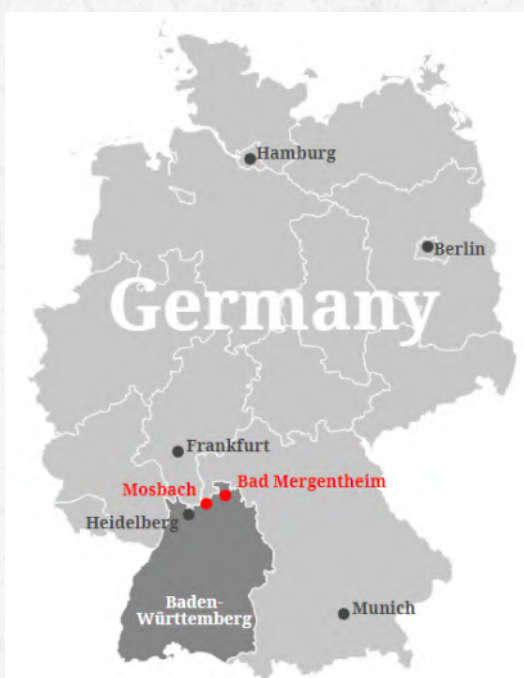 Hamburg
Berlin
Germany
Frankfurt
Bad Mergentheim
Mosbach
Heidelberg
Baden-
Württemberg
Munich